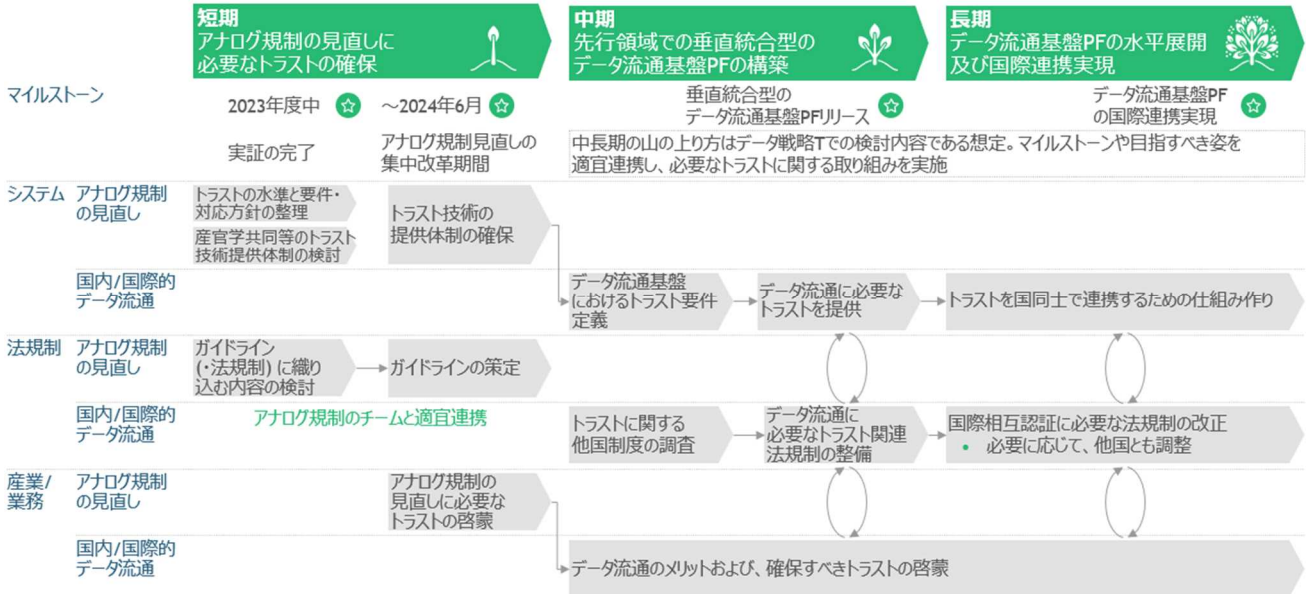 短期
アナログ規制の見直しに
必要なトラストの確保
中期
先行領域での垂直統合型の
データ流通基盤PFの構築
長期
データ流通基盤PFの水平展開
及び国際連携実現
マイルストーン
2023年度中
～2024年6月
垂直統合型の
データ流通基盤PFリリース
データ流通基盤PF
の国際連携実現
実証の完了
アナログ規制見直しの
集中改革期間
中長期の山の上り方はデータ戦略Tでの検討内容である想定。マイルストーンや目指すべき姿を
適宜連携し、必要なトラストに関する取り組みを実施
システム
アナログ規制
の見直し
トラストの水準と要件・
対応方針の整理
産官学共同等のトラスト
技術提供体制の検討
トラスト技術の
提供体制の確保
国内/国際的
データ流通
データ流通基盤
におけるトラスト要件
定義
データ流通に必要な
トラストを提供
トラストを国同士で連携するための仕組み作り
法規制
アナログ規制
の見直し
ガイドライン
(・法規制) に織り
込む内容の検討
ガイドラインの策定
国内/国際的
データ流通
アナログ規制のチームと適宜連携
トラストに関する
他国制度の調査
データ流通に
必要なトラスト関連
法規制の整備
国際相互認証に必要な法規制の改正
• 必要に応じて、他国とも調整
産業/
業務
アナログ規制
の見直し
アナログ規制の
見直しに必要な
トラストの啓蒙
国内/国際的
データ流通
データ流通のメリットおよび、確保すべきトラストの啓蒙